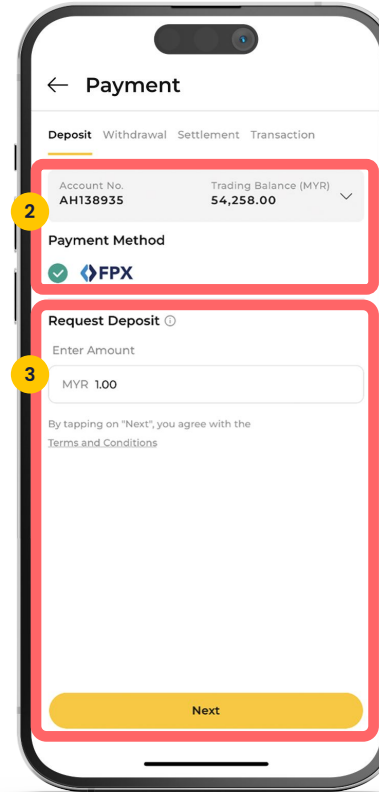 ← Payment
Deposit Withdrawal Settlement Transaction
Account No. Trading Balance (MYR)
AH138935 54,258.00
2
Payment Method
FPX
Request Deposit ⓘ
Enter Amount
3
MYR 1.00
By tapping on "Next", you agree with the
Terms and Conditions
Next